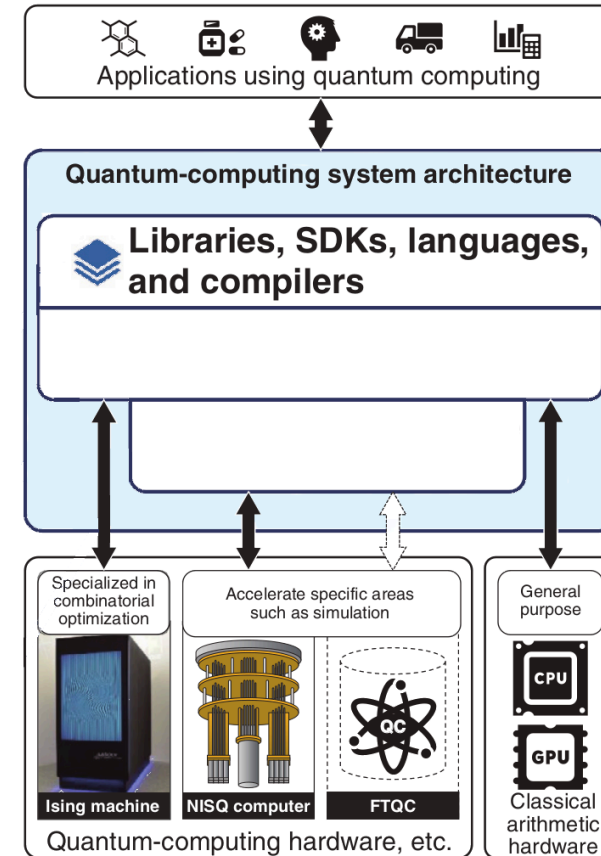 Applications using quantum computing
Quantum-computing system architecture
Libraries, SDKs, languages,
and compilers
Specialized in
combinatorial
optimization
Accelerate specific areas
such as simulation
General
purpose
CPU
QC
GPU
Ising machine
NISQ computer
FTQC
Classical
arithmetic
hardware
Quantum-computing hardware, etc.